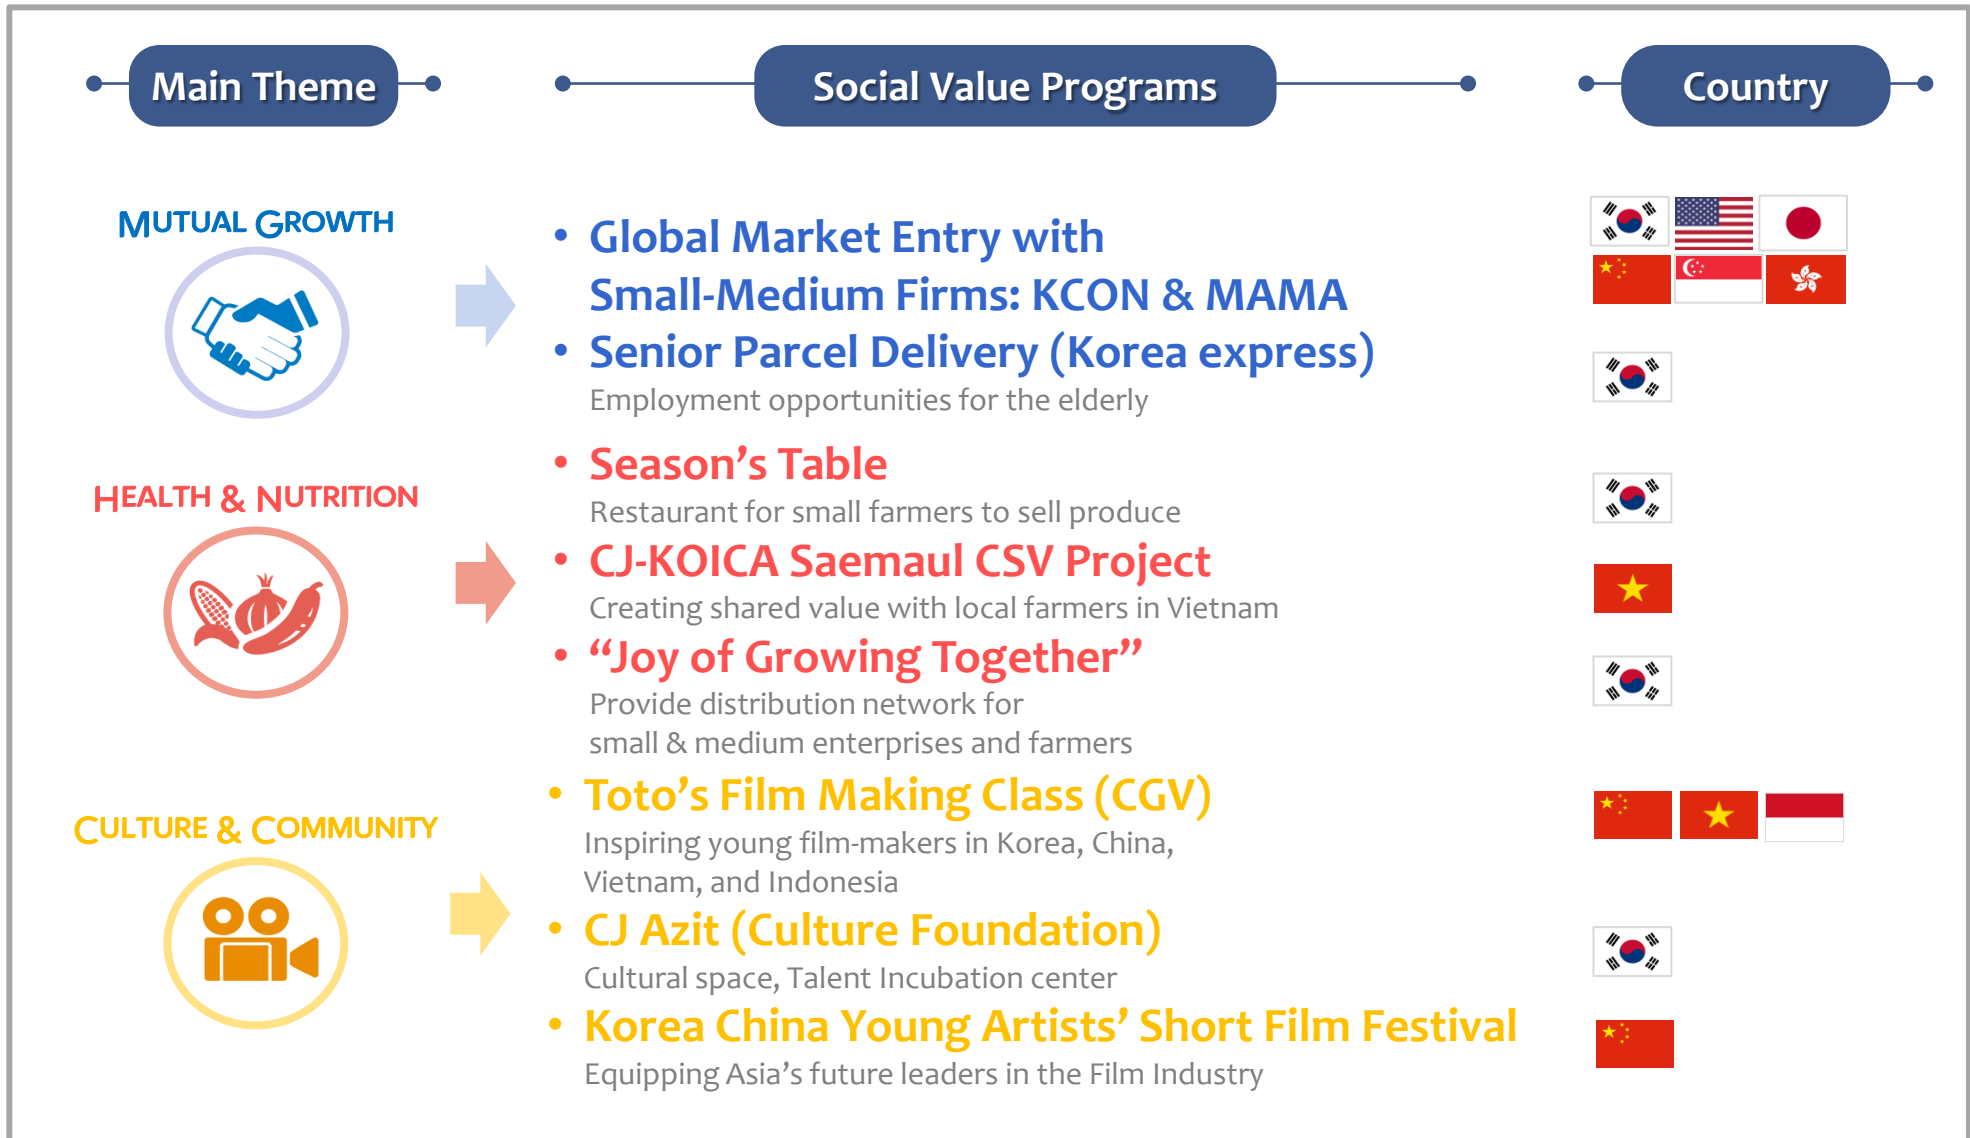 Main Theme
Social Value Programs
Country
MUTUAL GROWTH
• Global Market Entry with
Small-Medium Firms: KCON & MAMA
• Senior Parcel Delivery (Korea express)
Employment opportunities for the elderly
HEALTH & NUTRITION
• Season’s Table
Restaurant for small farmers to sell produce
• CJ-KOICA Saemaul CSV Project
Creating shared value with local farmers in Vietnam
• “Joy of Growing Together”
Provide distribution network for
small & medium enterprises and farmers
CULTURE & COMMUNITY
• Toto’s Film Making Class (CGV)
Inspiring young film-makers in Korea, China,
Vietnam, and Indonesia
• CJ Azit (Culture Foundation)
Cultural space, Talent Incubation center
• Korea China Young Artists’ Short Film Festival
Equipping Asia’s future leaders in the Film Industry